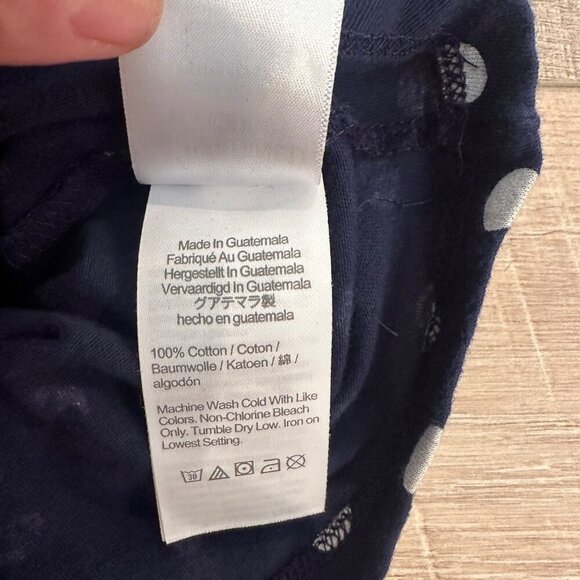 Made In Guatemala
Fabriqué Au Guatemala
Hergestellt In Guatemala
Vervaardigd In Guatemala
グアテマラ製
hecho en guatemala
100% Cotton / Coton /
Baumwolle / Katoen / 綿 /
algodón
Machine Wash Cold With Like
Colors. Non-Chlorine Bleach
Only. Tumble Dry Low. Iron on
Lowest Setting.
30